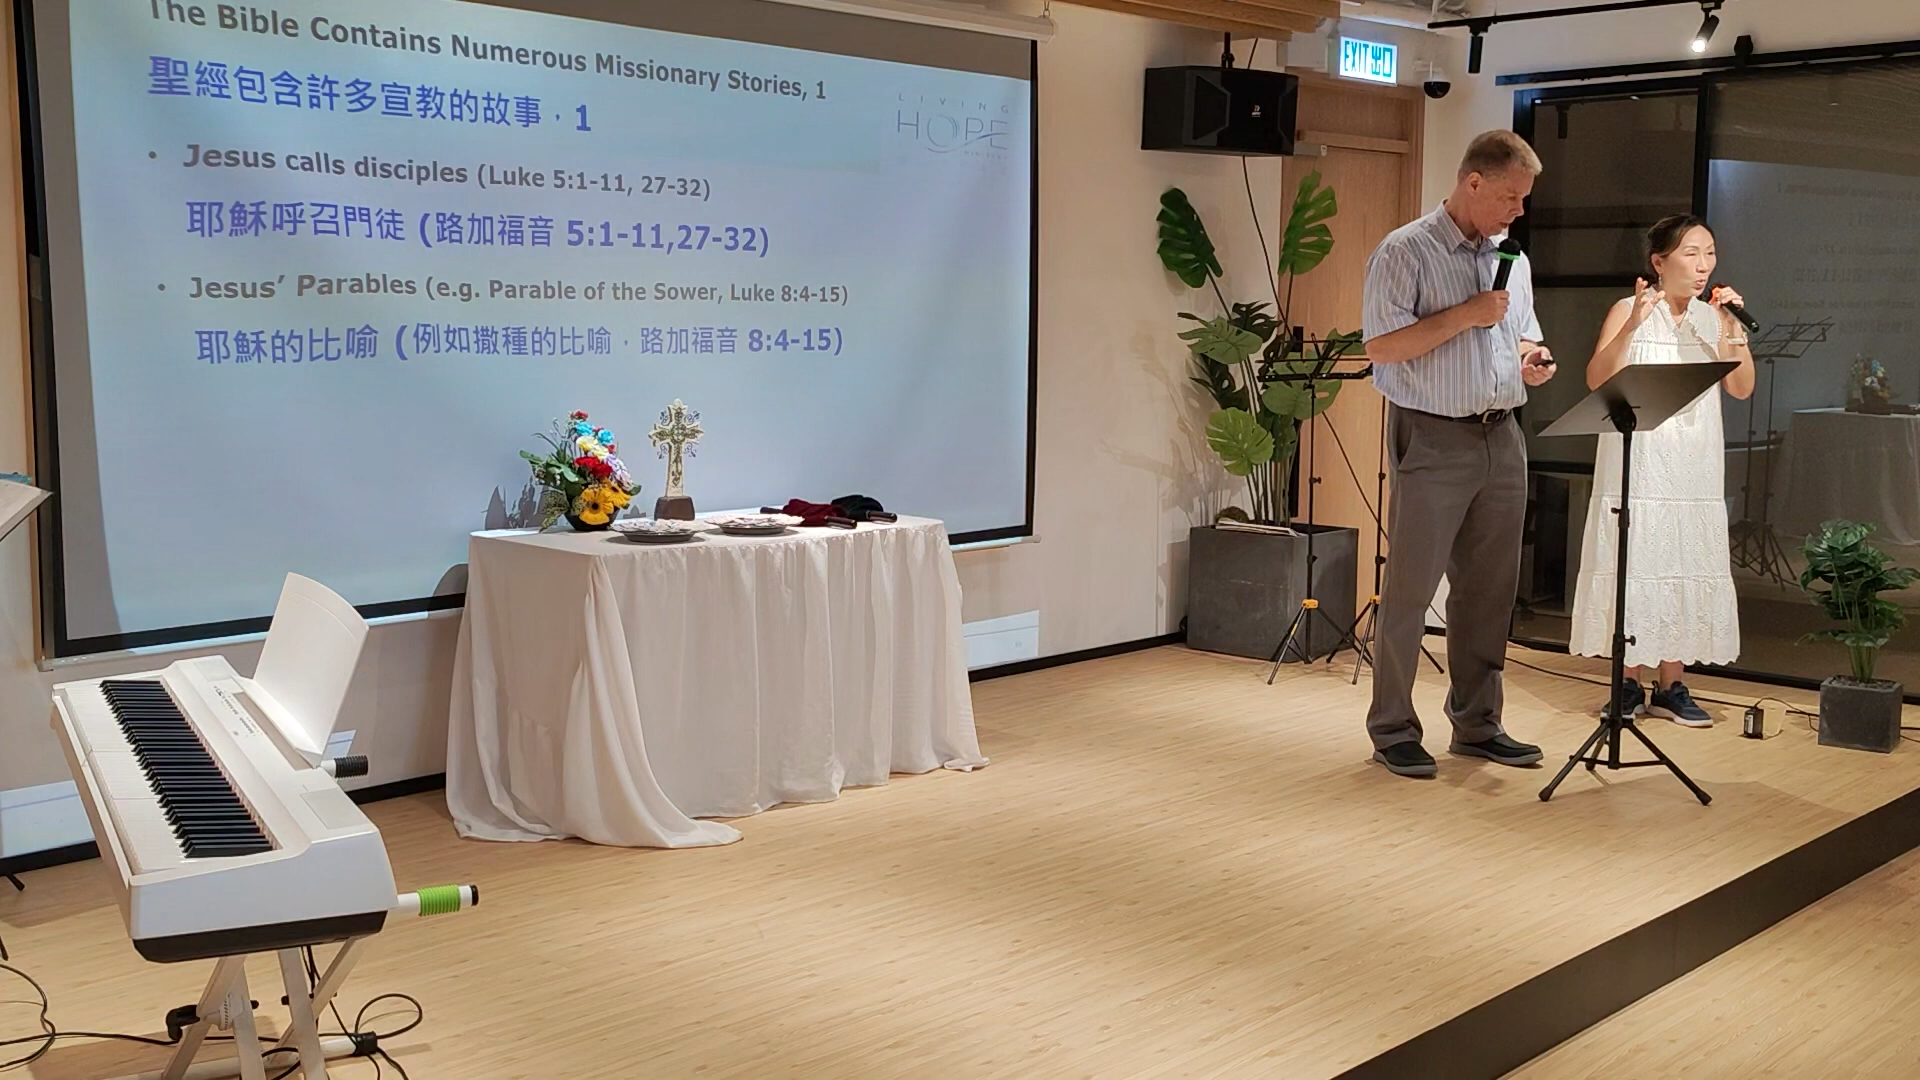 The Bible Contains Numerous Missionary Stories, 1
聖經包含許多宣教的故事，1
• Jesus calls disciples (Luke 5:1-11, 27-32)
耶穌呼召門徒 (路加福音 5:1-11,27-32)
• Jesus’ Parables (e.g. Parable of the Sower, Luke 8:4-15)
耶穌的比喻 (例如撒種的比喻，路加福音 8:4-15)
LIVING
HOPE
EXIT 出口